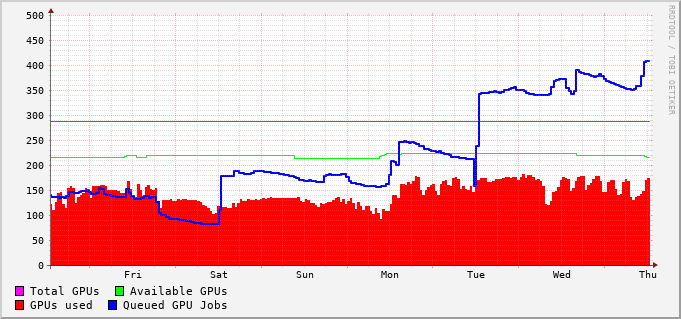 500
450
400
350
300
250
200
150
100
50
0
Fri Sat Sun Mon Tue Wed Thu
Total GPUs Available GPUs
GPUs used Queued GPU Jobs
RRDTOOL / TOBI OETIKER